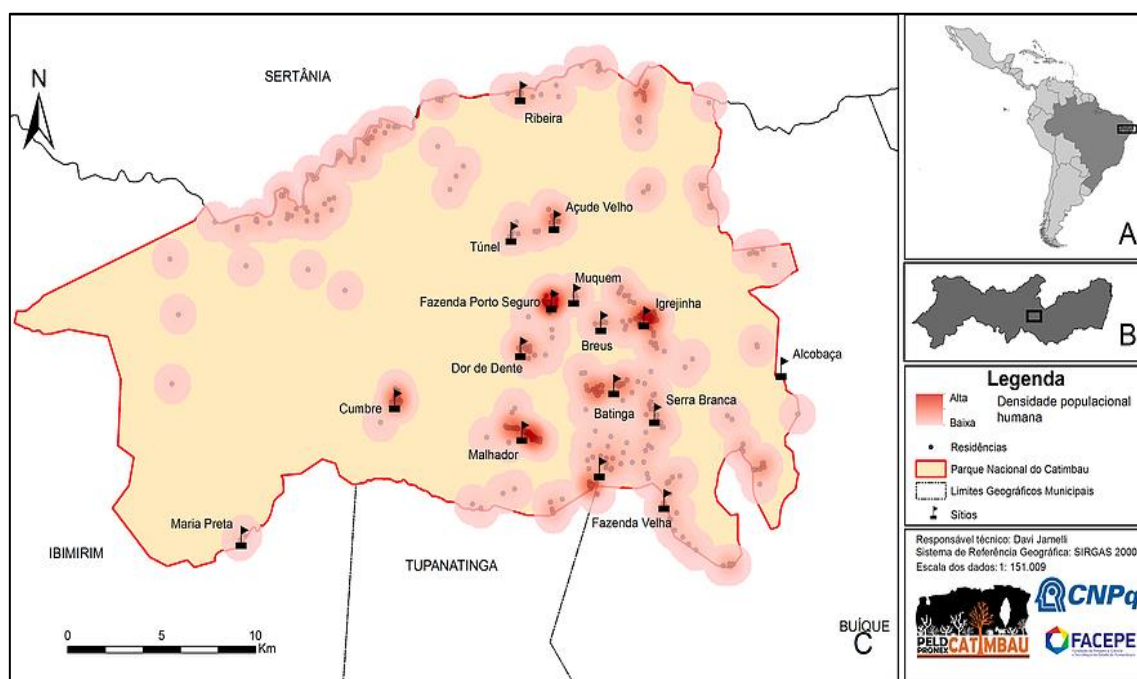 N
SERTÂNIA
Ribeira
Açude Velho
Túnel
Muquem
Fazenda Porto Seguro
Igrejinha
Breus
Dor de Dente
Alcobaça
Cumbre
Batinga
Serra Branca
Malhador
Fazenda Velha
Maria Preta
IBIMIRIM
TUPANATINGA
BUÍQUE
C
0 5 10
Km
A
B
Legenda
Alta
Baixa
Densidade populacional
humana
Residências
Parque Nacional do Catimbau
Limites Geográficos Municipais
Sítios
Responsável técnico: Davi Jamelli
Sistema de Referência Geográfica: SIRGAS 2000
Escala dos dados: 1: 151.009
PELD
PRONEX
CATIMBAU
CNPq
FACEPE